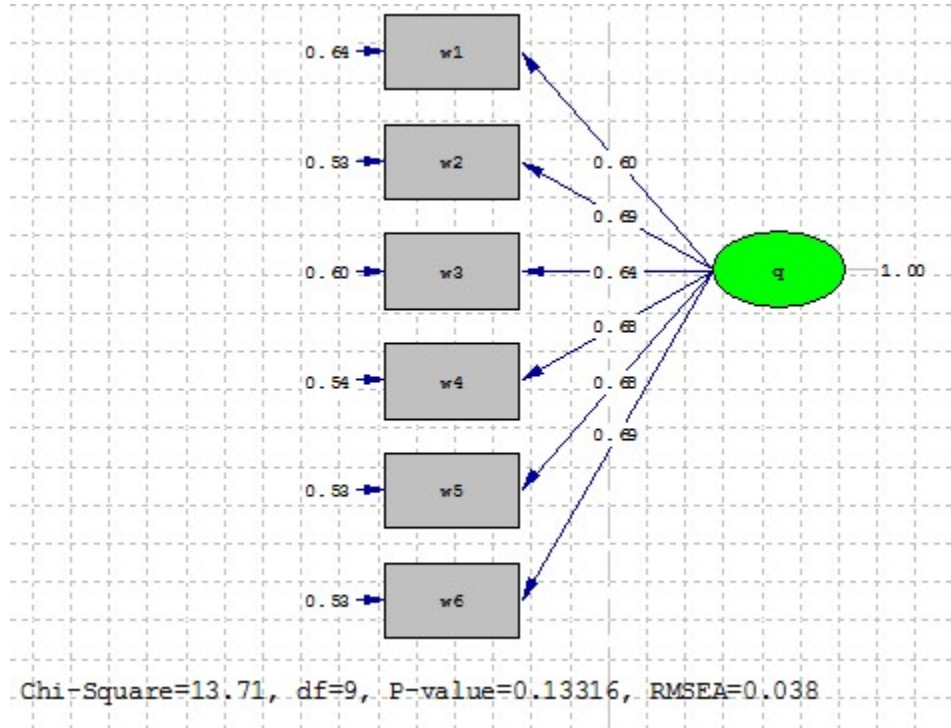 0.64 w1
0.53 w2 0.60
0.69
0.60 w3 0.64 q 1.00
0.68
0.54 w4 0.68
0.69
0.53 w5
0.53 w6
Chi-Square=13.71, df=9, P-value=0.13316, RMSEA=0.038